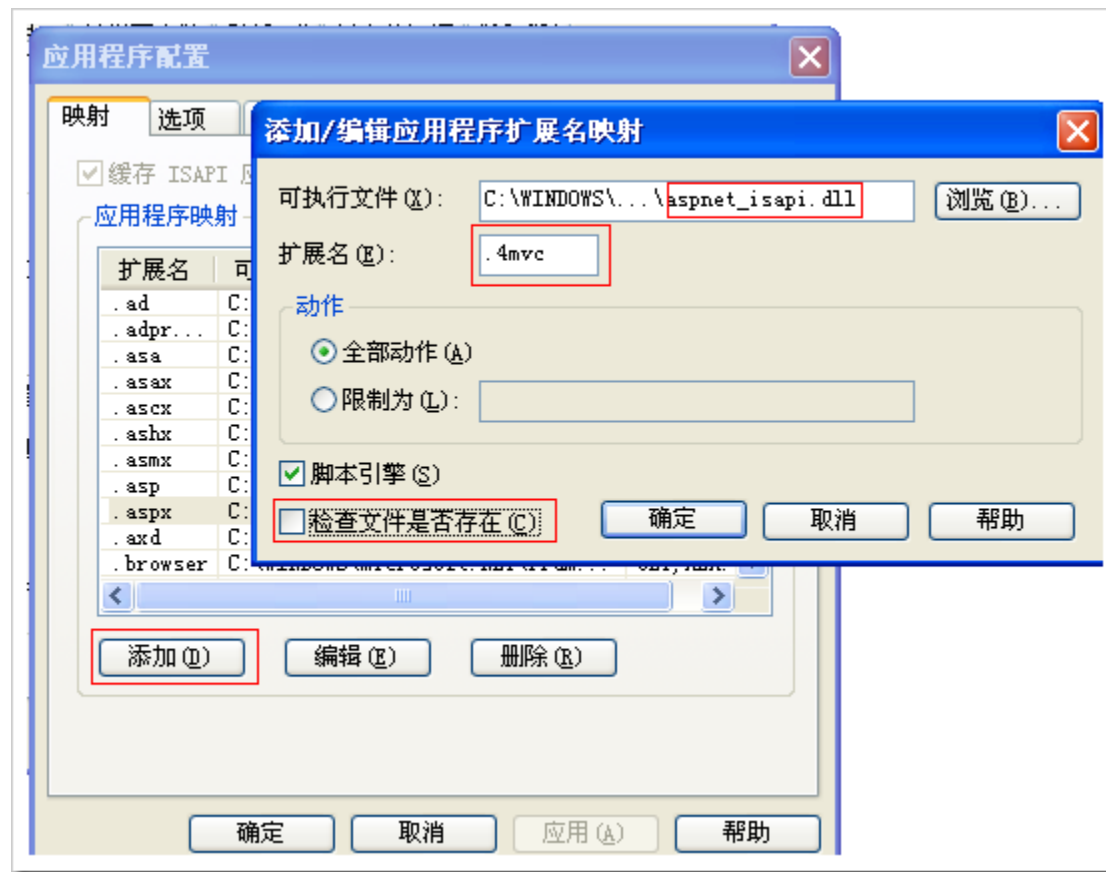 应用程序配置
映射
选项
缓存 ISAPI
应用程序映射
扩展名
.ad C:
.adpr... C:
.asa C:
.asax C:
.ascx C:
.ashx C:
.asmx C:
.asp C:
.aspx C:
.axd C:
.browser C:
添加(D)
编辑(E)
删除(R)
确定
取消
应用(A)
帮助
添加/编辑应用程序扩展名映射
可执行文件(X):
C:\WINDOWS\...\aspnet_isapi.dll
浏览(B)...
扩展名(E):
.4mvc
动作
全部动作(A)
限制为(L):
脚本引擎(S)
检查文件是否存在(C)
确定
取消
帮助